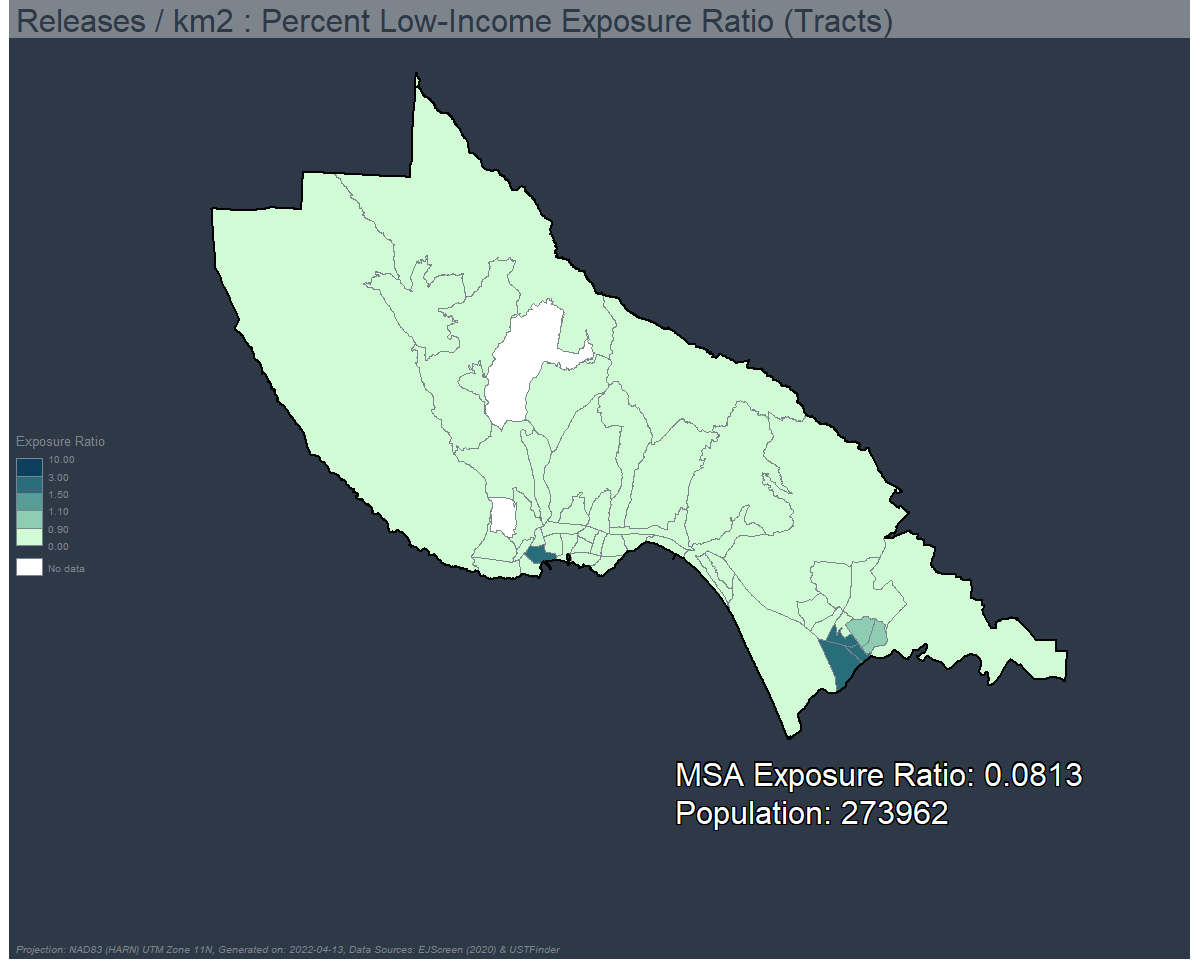 Releases / km2 : Percent Low-Income Exposure Ratio (Tracts)
Exposure Ratio
10.00
3.00
1.50
1.10
0.90
0.00
No data
MSA Exposure Ratio: 0.0813
Population: 273962
Projection: NAD83 (HARN) UTM Zone 11N, Generated on: 2022-04-13, Data Sources: EJScreen (2020) & USTFinder